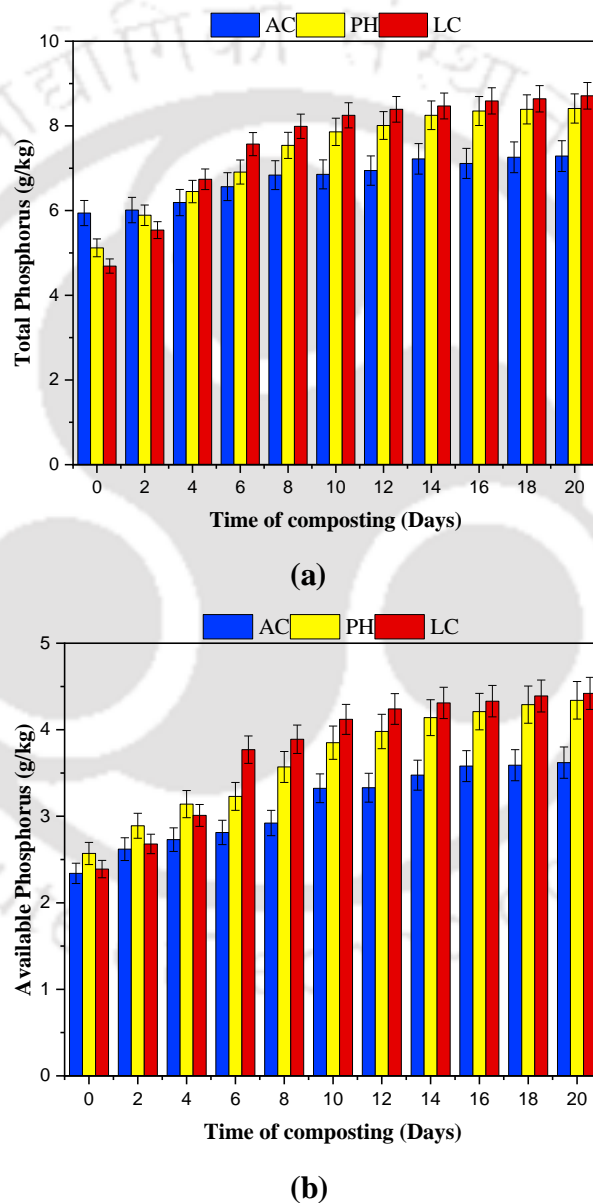 AC PH LC
10
8
6
4
2
0
Total Phosphorus (g/kg)
0 2 4 6 8 10 12 14 16 18 20
Time of composting (Days)
(a)
AC PH LC
5
4
3
2
1
0
Available Phosphorus (g/kg)
0 2 4 6 8 10 12 14 16 18 20
Time of composting (Days)
(b)